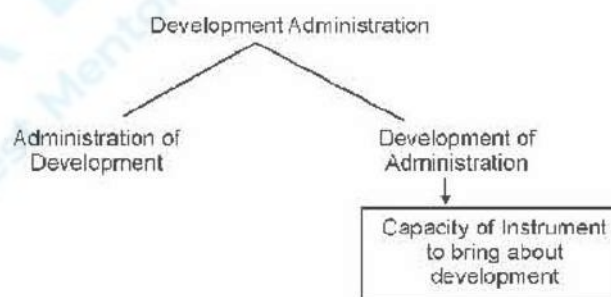 Development Administration
Administration of
Development
Development of
Administration
Capacity of Instrument
to bring about
development